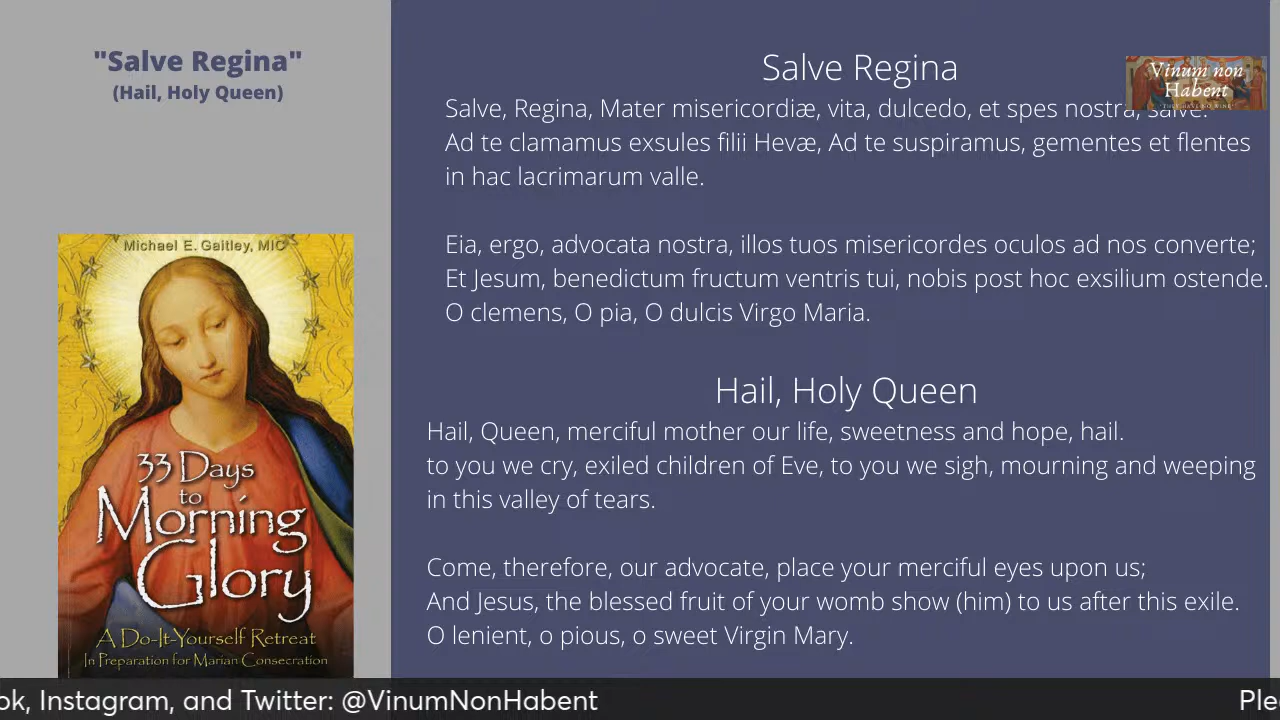 "Salve Regina"
(Hail, Holy Queen)
Michael E. Gaitley, MIC
33 Days
to
Morning
Glory
A Do-It-Yourself Retreat
In Preparation for Marian Consecration
Salve Regina
Vinum non
Habent
"THEY HAVE NO WINE"
Salve, Regina, Mater misericordiæ, vita, dulcedo, et spes nostra, salve.
Ad te clamamus exsules filii Hevæ, Ad te suspiramus, gementes et flentes
in hac lacrimarum valle.
Eia, ergo, advocata nostra, illos tuos misericordes oculos ad nos converte;
Et Jesum, benedictum fructum ventris tui, nobis post hoc exsilium ostende.
O clemens, O pia, O dulcis Virgo Maria.
Hail, Holy Queen
Hail, Queen, merciful mother our life, sweetness and hope, hail.
to you we cry, exiled children of Eve, to you we sigh, mourning and weeping
in this valley of tears.
Come, therefore, our advocate, place your merciful eyes upon us;
And Jesus, the blessed fruit of your womb show (him) to us after this exile.
O lenient, o pious, o sweet Virgin Mary.
ok, Instagram, and Twitter: @VinumNonHabent
Ple